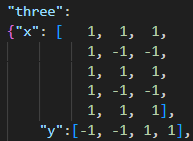 "three":
{"x": [ 1, 1, 1,
1, -1, -1,
1, 1, 1,
1, -1, -1,
1, 1, 1],
"y":[-1, -1, 1, 1],